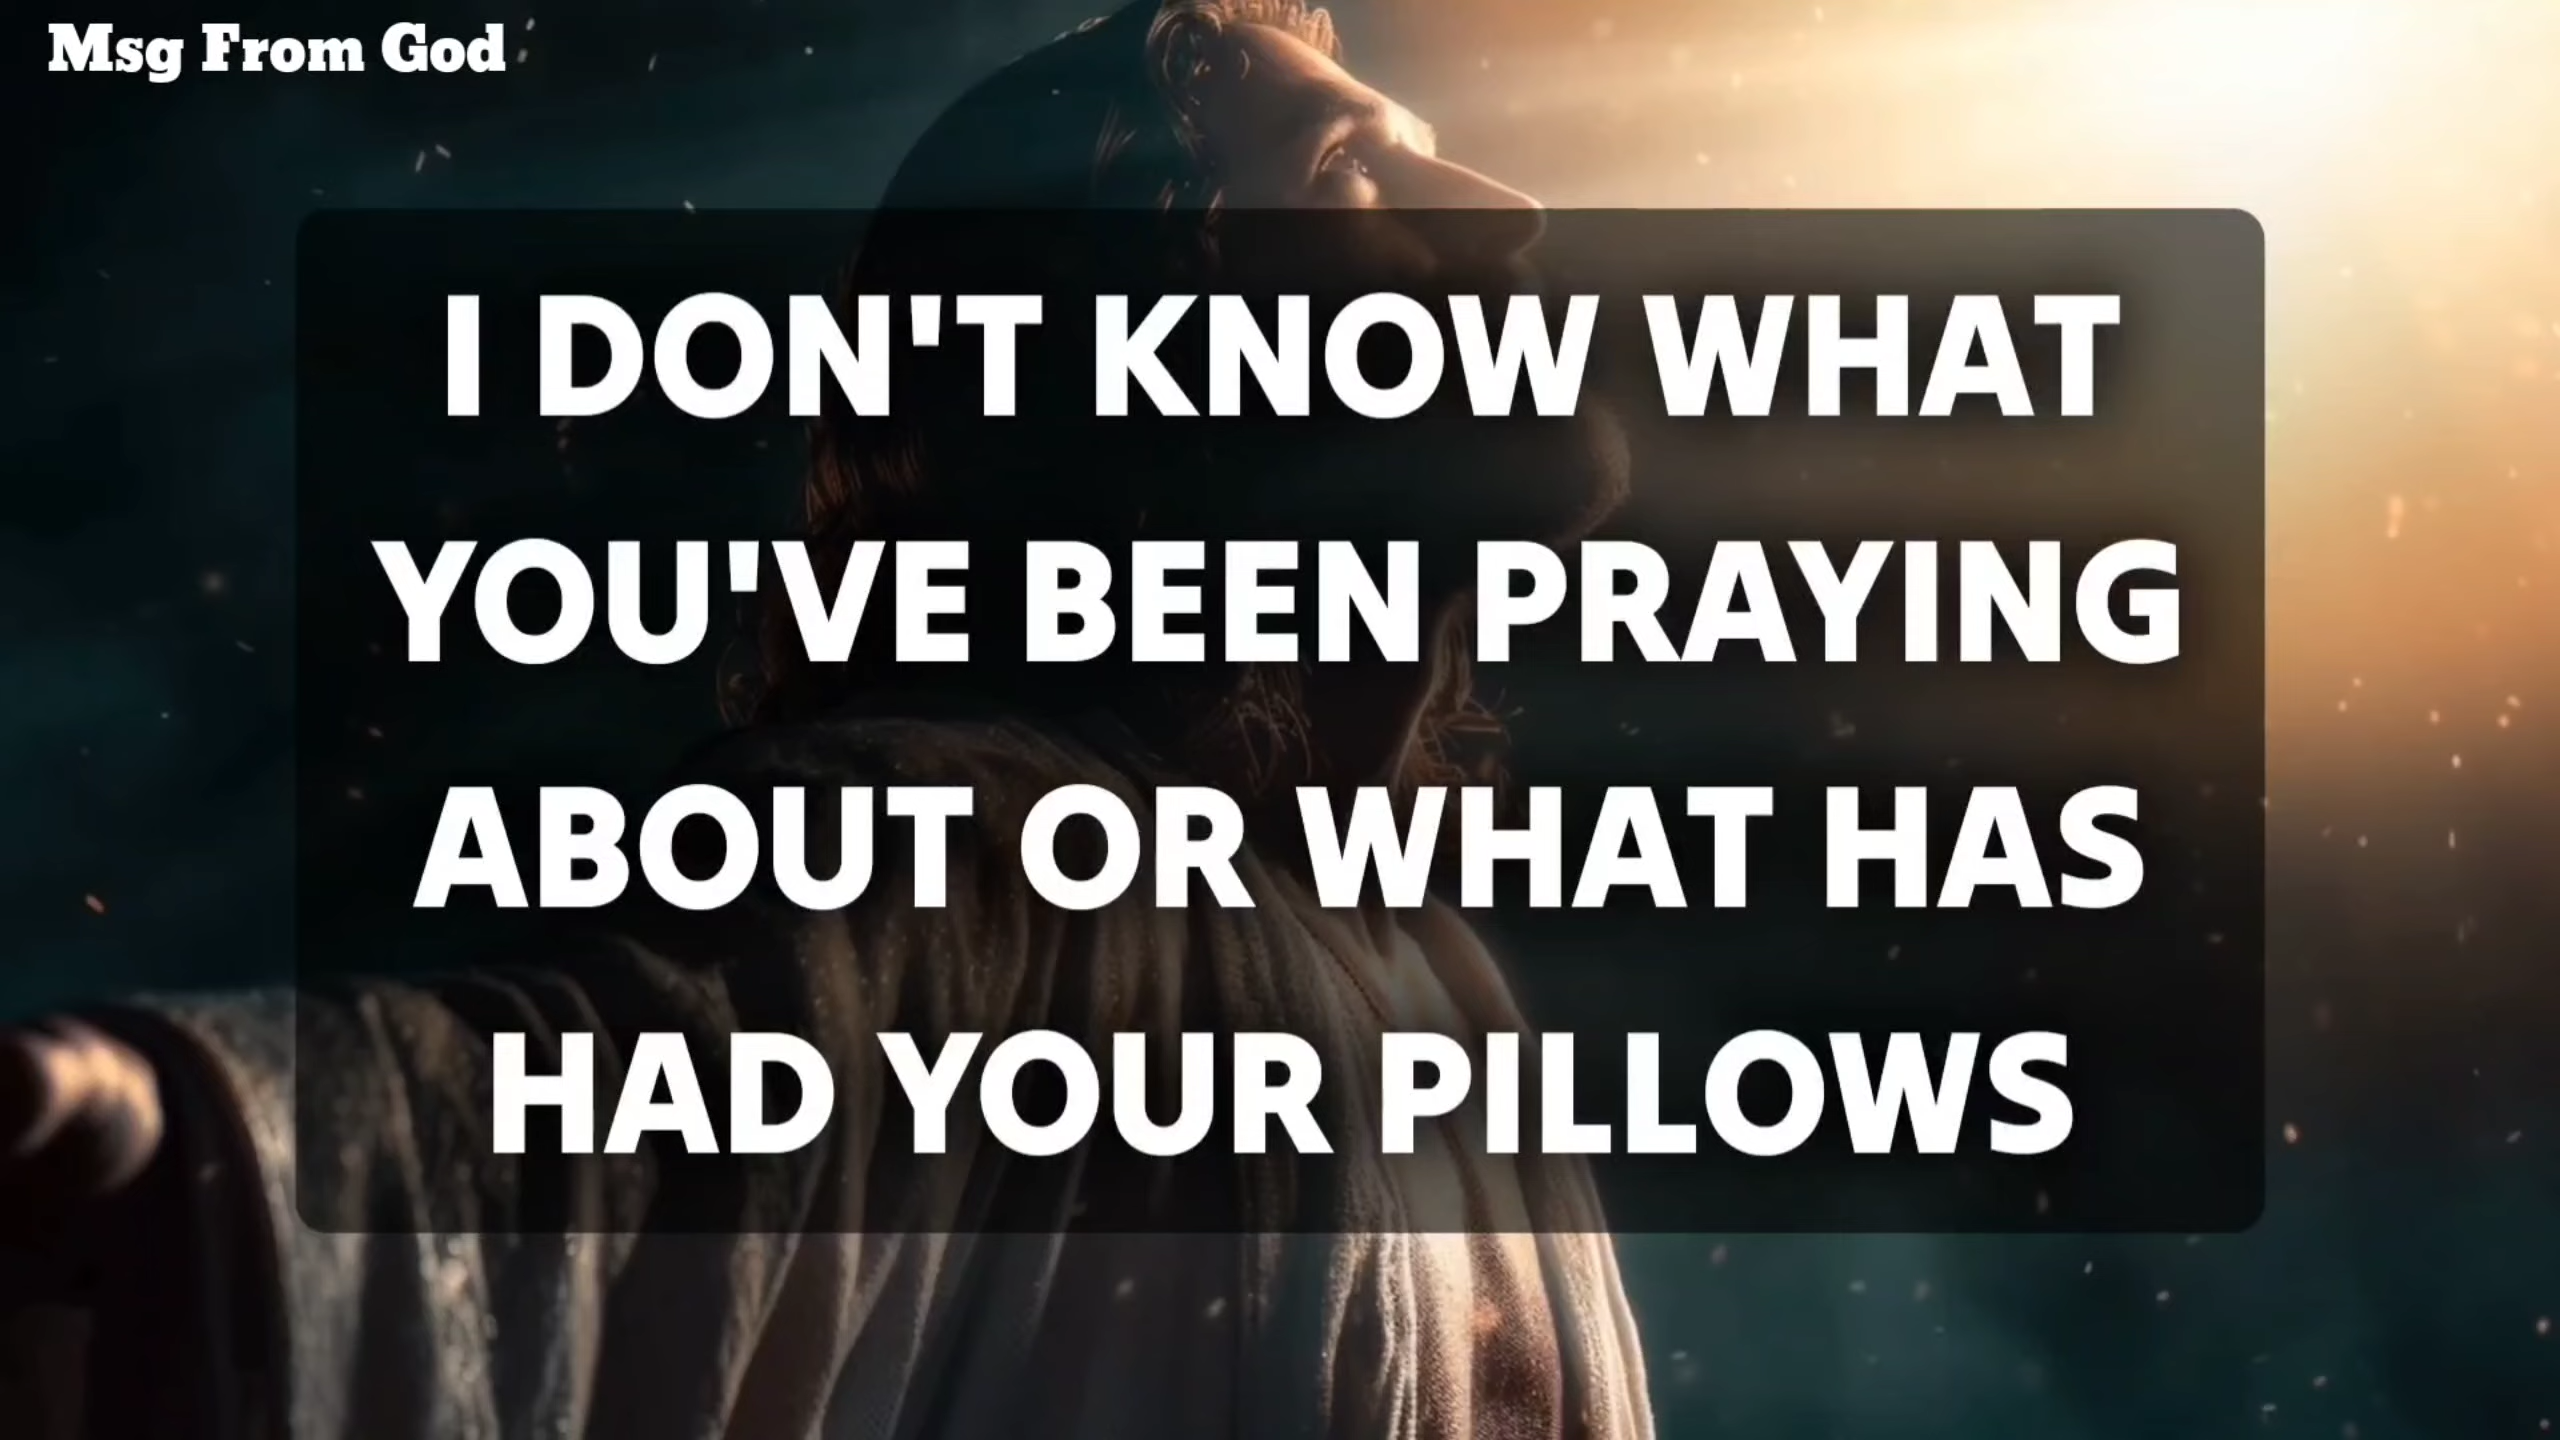 Msg From God
I DON'T KNOW WHAT
YOU'VE BEEN PRAYING
ABOUT OR WHAT HAS
HAD YOUR PILLOWS